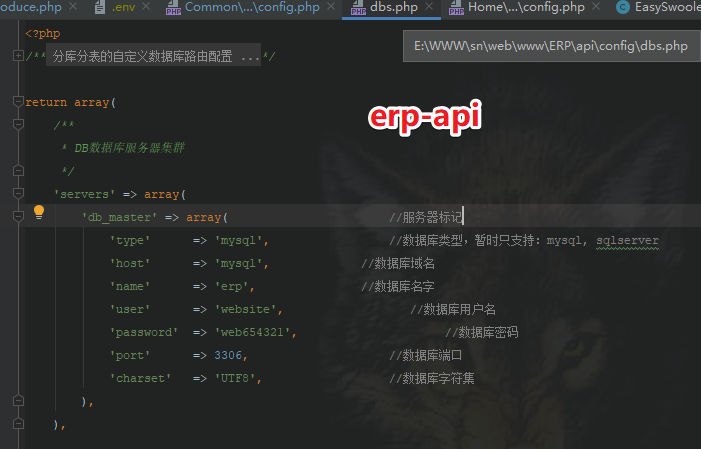 oduce.php .env Common\...\config.php dbs.php Home\...\config.php EasySwoole
<?php
E:\WWW\sn\web\www\ERP\api\config\dbs.php
/** 分库分表的自定义数据库路由配置 ...*/
return array(
erp-api
/**
* DB数据库服务器集群
*/
'servers' => array(
'db_master' => array( //服务器标记
'type' => 'mysql', //数据库类型，暂时只支持：mysql, sqlserver
'host' => 'mysql', //数据库域名
'name' => 'erp', //数据库名字
'user' => 'website', //数据库用户名
'password' => 'web654321', //数据库密码
'port' => 3306, //数据库端口
'charset' => 'UTF8', //数据库字符集
),
),